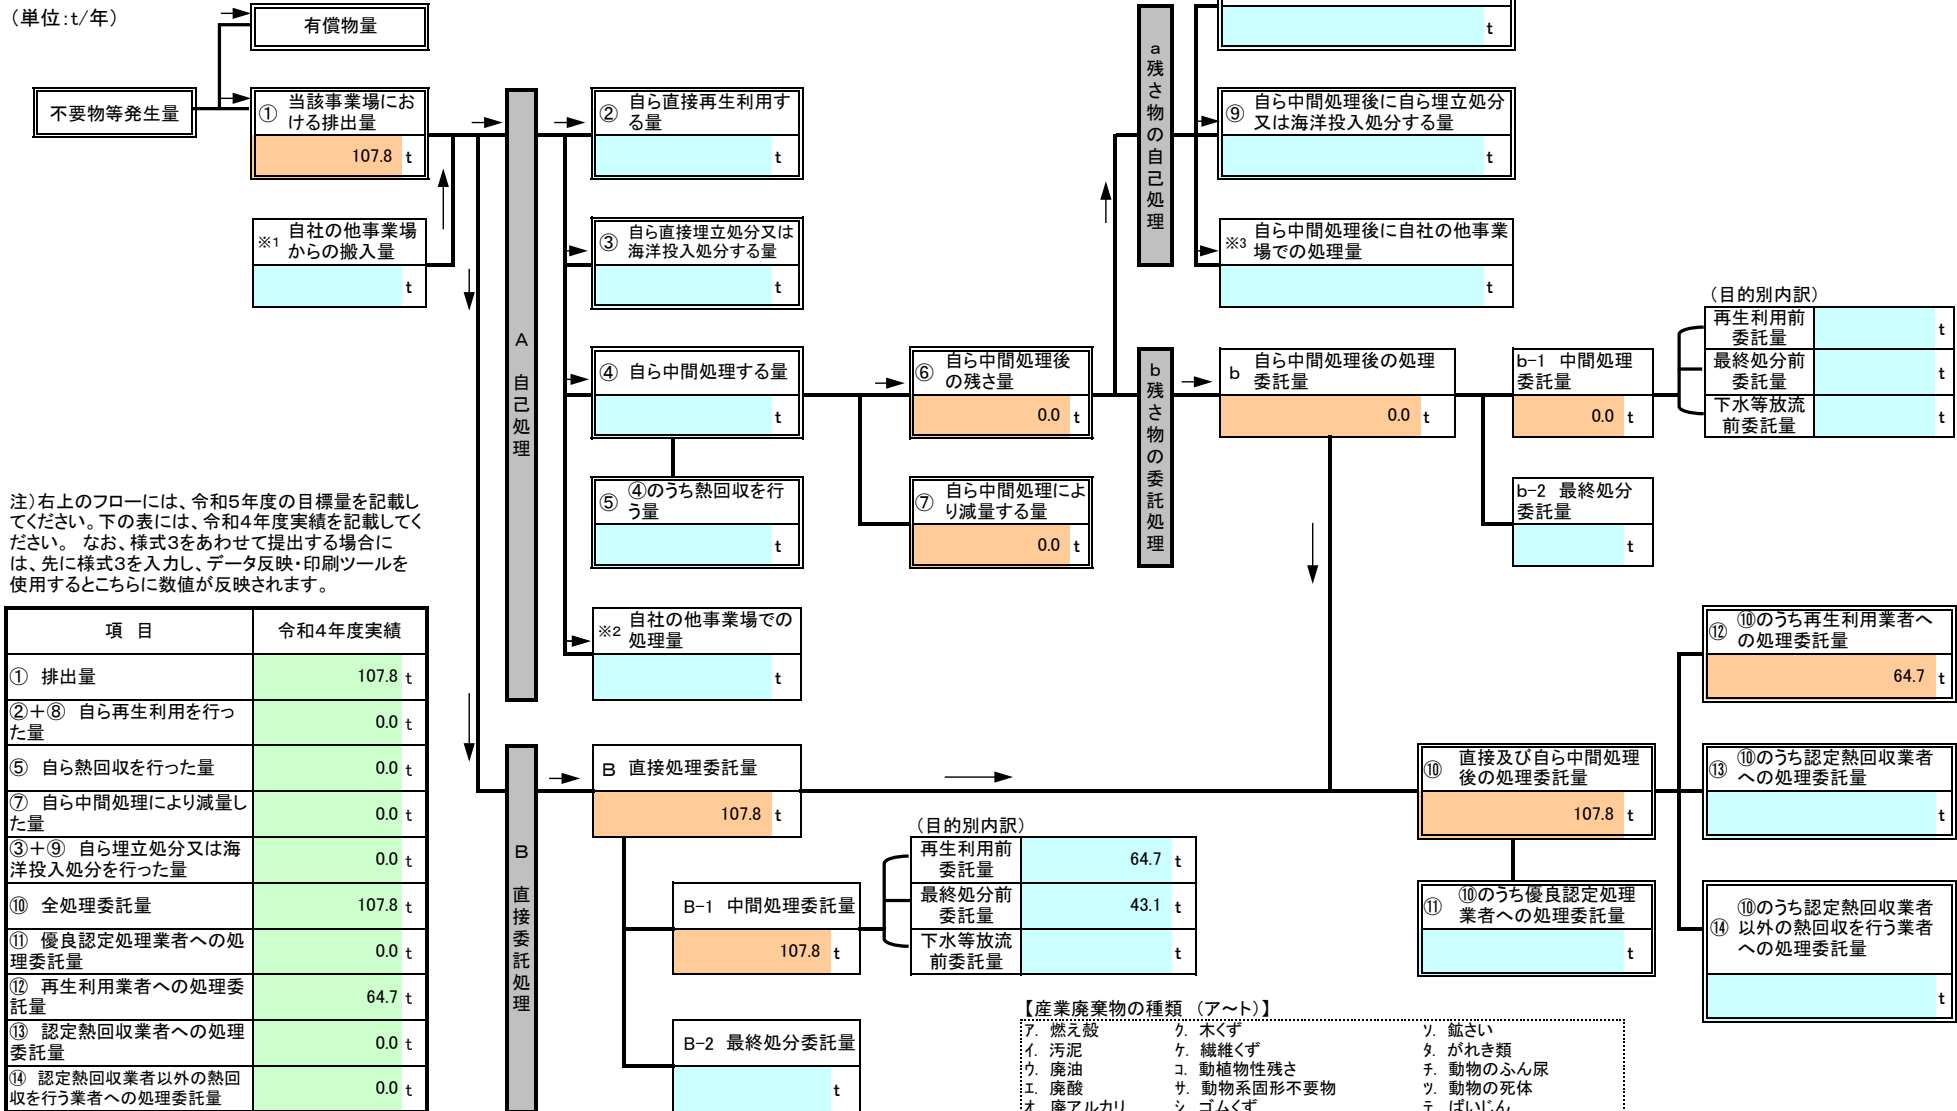 (単位:t/年)
有償物量
不要物等発生量
① 当該事業場にお
ける排出量
107.8 t
※1 自社の他事業場
からの搬入量
t
A 自己処理
② 自ら直接再生利用す
る量
t
③ 自ら直接埋立処分又は
海洋投入処分する量
t
④ 自ら中間処理する量
t
⑤ ④のうち熱回収を行
う量
t
※2 自社の他事業場での
処理量
t
⑥ 自ら中間処理後
の残さ量
0.0 t
⑦ 自ら中間処理によ
り減量する量
0.0 t
a 残さ物の自己処理
t
⑨ 自ら中間処理後に自ら埋立処分
又は海洋投入処分する量
t
※3 自ら中間処理後に自社の他事業
場での処理量
t
b 残さ物の委託処理
b 自ら中間処理後の処理
委託量
0.0 t
b-1 中間処理
委託量
0.0 t
(目的別内訳)
再生利用前
委託量
t
最終処分前
委託量
t
下水等放流
前委託量
t
b-2 最終処分
委託量
t
注)右上のフローには、令和5年度の目標量を記載し
てください。下の表には、令和4年度実績を記載してく
ださい。 なお、様式3をあわせて提出する場合に
は、先に様式3を入力し、データ反映・印刷ツールを
使用するとこちらに数値が反映されます。
項 目 令和4年度実績
① 排出量 107.8 t
②+⑧ 自ら再生利用を行っ
た量 0.0 t
⑤ 自ら熱回収を行った量 0.0 t
⑦ 自ら中間処理により減量し
た量 0.0 t
③+⑨ 自ら埋立処分又は海
洋投入処分を行った量 0.0 t
⑩ 全処理委託量 107.8 t
⑪ 優良認定処理業者への処
理委託量 0.0 t
⑫ 再生利用業者への処理委
託量 64.7 t
⑬ 認定熱回収業者への処理
委託量 0.0 t
⑭ 認定熱回収業者以外の熱回
収を行う業者への処理委託量 0.0 t
B 直接委託処理
B 直接処理委託量
107.8 t
B-1 中間処理委託量
107.8 t
(目的別内訳)
再生利用前
委託量
64.7 t
最終処分前
委託量
43.1 t
下水等放流
前委託量
t
B-2 最終処分委託量
t
⑩ 直接及び自ら中間処理
後の処理委託量
107.8 t
⑪ ⑩のうち優良認定処理
業者への処理委託量
t
⑫ ⑩のうち再生利用業者へ
の処理委託量
64.7 t
⑬ ⑩のうち認定熱回収業者
への処理委託量
t
⑭ ⑩のうち認定熱回収業者
以外の熱回収を行う業者
への処理委託量
t
【産業廃棄物の種類 (ア~ト)】
ア. 燃え殻 ク. 木くず ソ. 鉱さい
イ. 汚泥 ケ. 繊維くず タ. がれき類
ウ. 廃油 コ. 動植物性残さ チ. 動物のふん尿
エ. 廃酸 サ. 動物系固形不要物 ツ. 動物の死体
オ. 廃アルカリ シ. ゴムくず テ. ばいじん